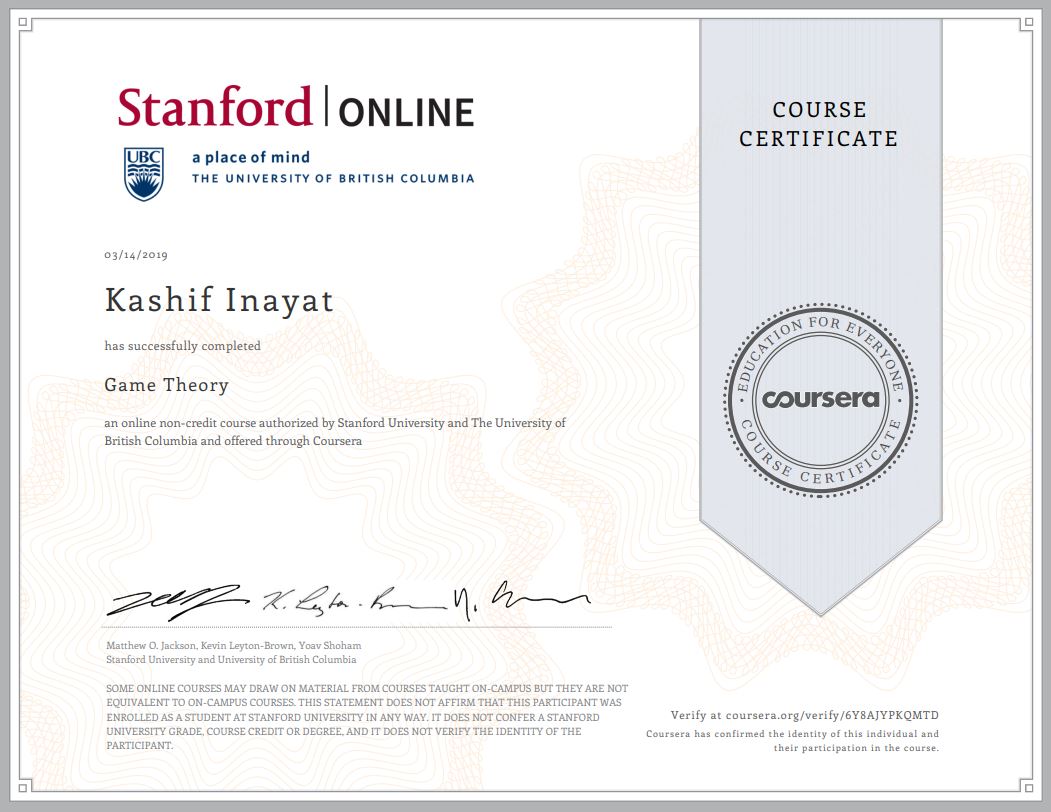 Stanford | ONLINE
UBC
a place of mind
THE UNIVERSITY OF BRITISH COLUMBIA
03/14/2019
Kashif Inayat
has successfully completed
Game Theory
an online non-credit course authorized by Stanford University and The University of
British Columbia and offered through Coursera
K. Leyton-Brown
Matthew O. Jackson, Kevin Leyton-Brown, Yoav Shoham
Stanford University and University of British Columbia
SOME ONLINE COURSES MAY DRAW ON MATERIAL FROM COURSES TAUGHT ON-CAMPUS BUT THEY ARE NOT
EQUIVALENT TO ON-CAMPUS COURSES. THIS STATEMENT DOES NOT AFFIRM THAT THIS PARTICIPANT WAS
ENROLLED AS A STUDENT AT STANFORD UNIVERSITY IN ANY WAY. IT DOES NOT CONFER A STANFORD
UNIVERSITY GRADE, COURSE CREDIT OR DEGREE, AND IT DOES NOT VERIFY THE IDENTITY OF THE
PARTICIPANT.
COURSE
CERTIFICATE
EDUCATION FOR EVERYONE
coursera
COURSE CERTIFICATE
Verify at coursera.org/verify/6Y8AJYPKQMTD
Coursera has confirmed the identity of this individual and
their participation in the course.